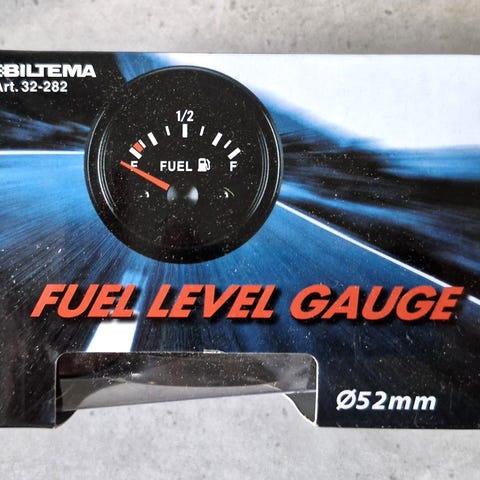 BILTEMA
Art. 32-282
1/2
E F
FUEL
FUEL LEVEL GAUGE
Ø52mm